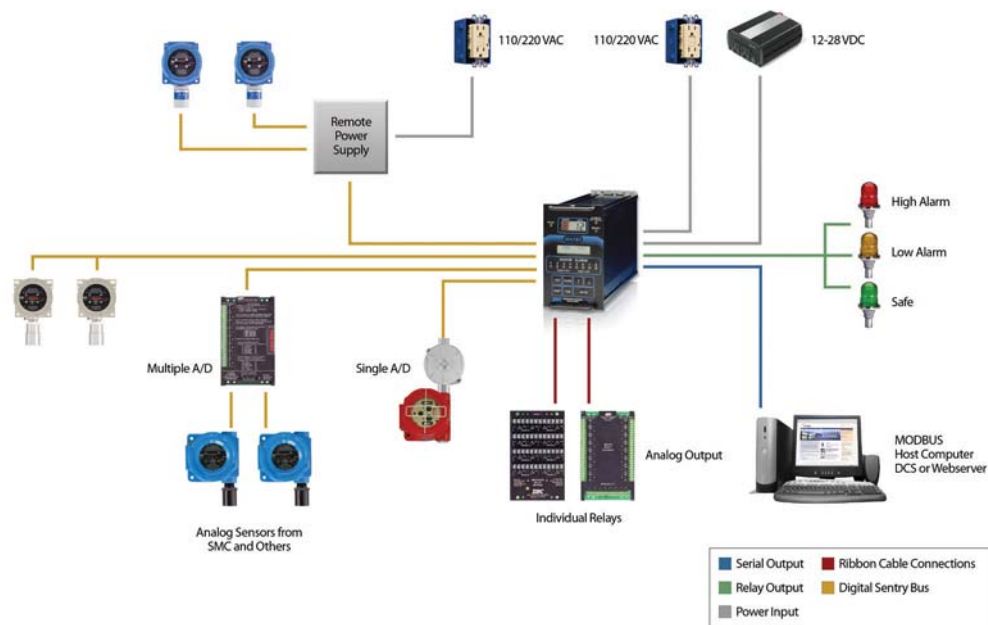 110/220 VAC
110/220 VAC
12-28 VDC
Remote
Power
Supply
High Alarm
Low Alarm
Safe
Multiple A/D
Single A/D
Analog Output
MODBUS
Host Computer
DCS or Webserver
Individual Relays
Analog Sensors from
SMC and Others
Serial Output
Ribbon Cable Connections
Relay Output
Digital Sentry Bus
Power Input